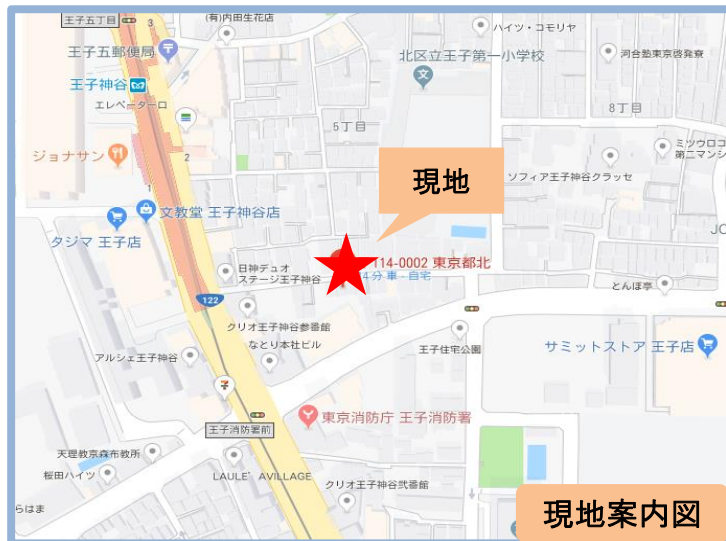 王子五丁目
3
(有)内田生花店
ハイツ・コモリヤ
王子五郵便局
北区立王子第一小学校
河合塾東京啓発寮
王子神谷
エレベーターロ
5丁目
8丁目
2
ミツウロコ
第二マンシ
ジョナサン
現地
ソフィア王子神谷クラッセ
1
文教堂 王子神谷店
タジマ 王子店
JC
114-0002 東京都北
日神デュオ
ステージ王子神谷
4分 車 - 自宅
とんぼ亭
122
クリオ王子神谷参番館
なとり本社ビル
王子住宅公園
サミットストア 王子店
アルシェ王子神谷
東京消防庁 王子消防署
王子消防署前
天理教京森布教所
桜田ハイツ
LAULE’ AVILLAGE
クリオ王子神谷弐番館
らはま
現地案内図